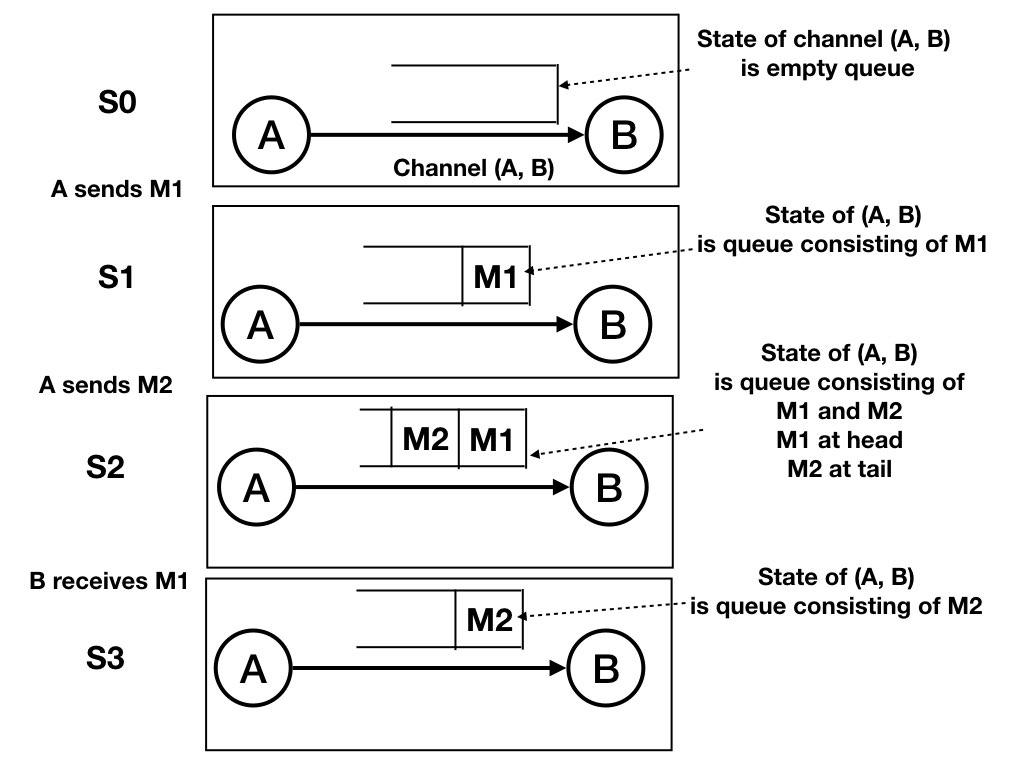 State of channel (A, B)
is empty queue
S0
A
B
Channel (A, B)
A sends M1
State of (A, B)
is queue consisting of M1
S1
M1
A
B
A sends M2
State of (A, B)
is queue consisting of
M1 and M2
M1 at head
M2 at tail
S2
M2 M1
A
B
B receives M1
State of (A, B)
is queue consisting of M2
S3
M2
A
B